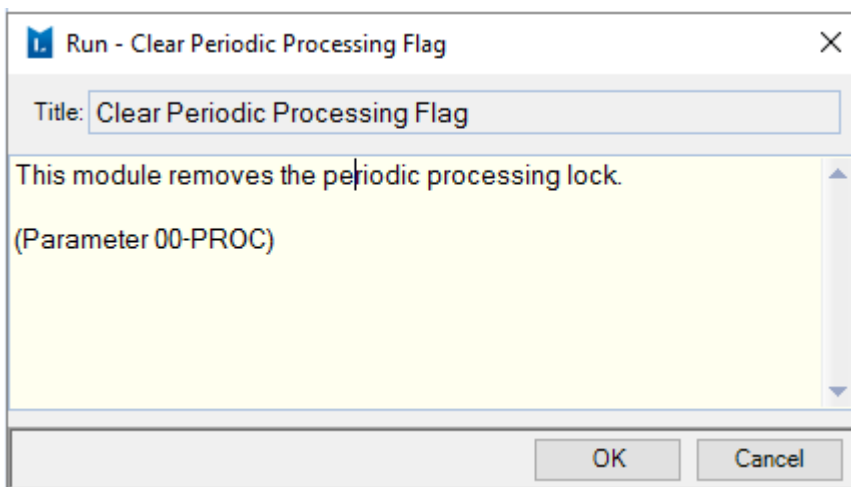 Run - Clear Periodic Processing Flag
Title: Clear Periodic Processing Flag
This module removes the periodic processing lock.
(Parameter 00-PROC)
OK Cancel